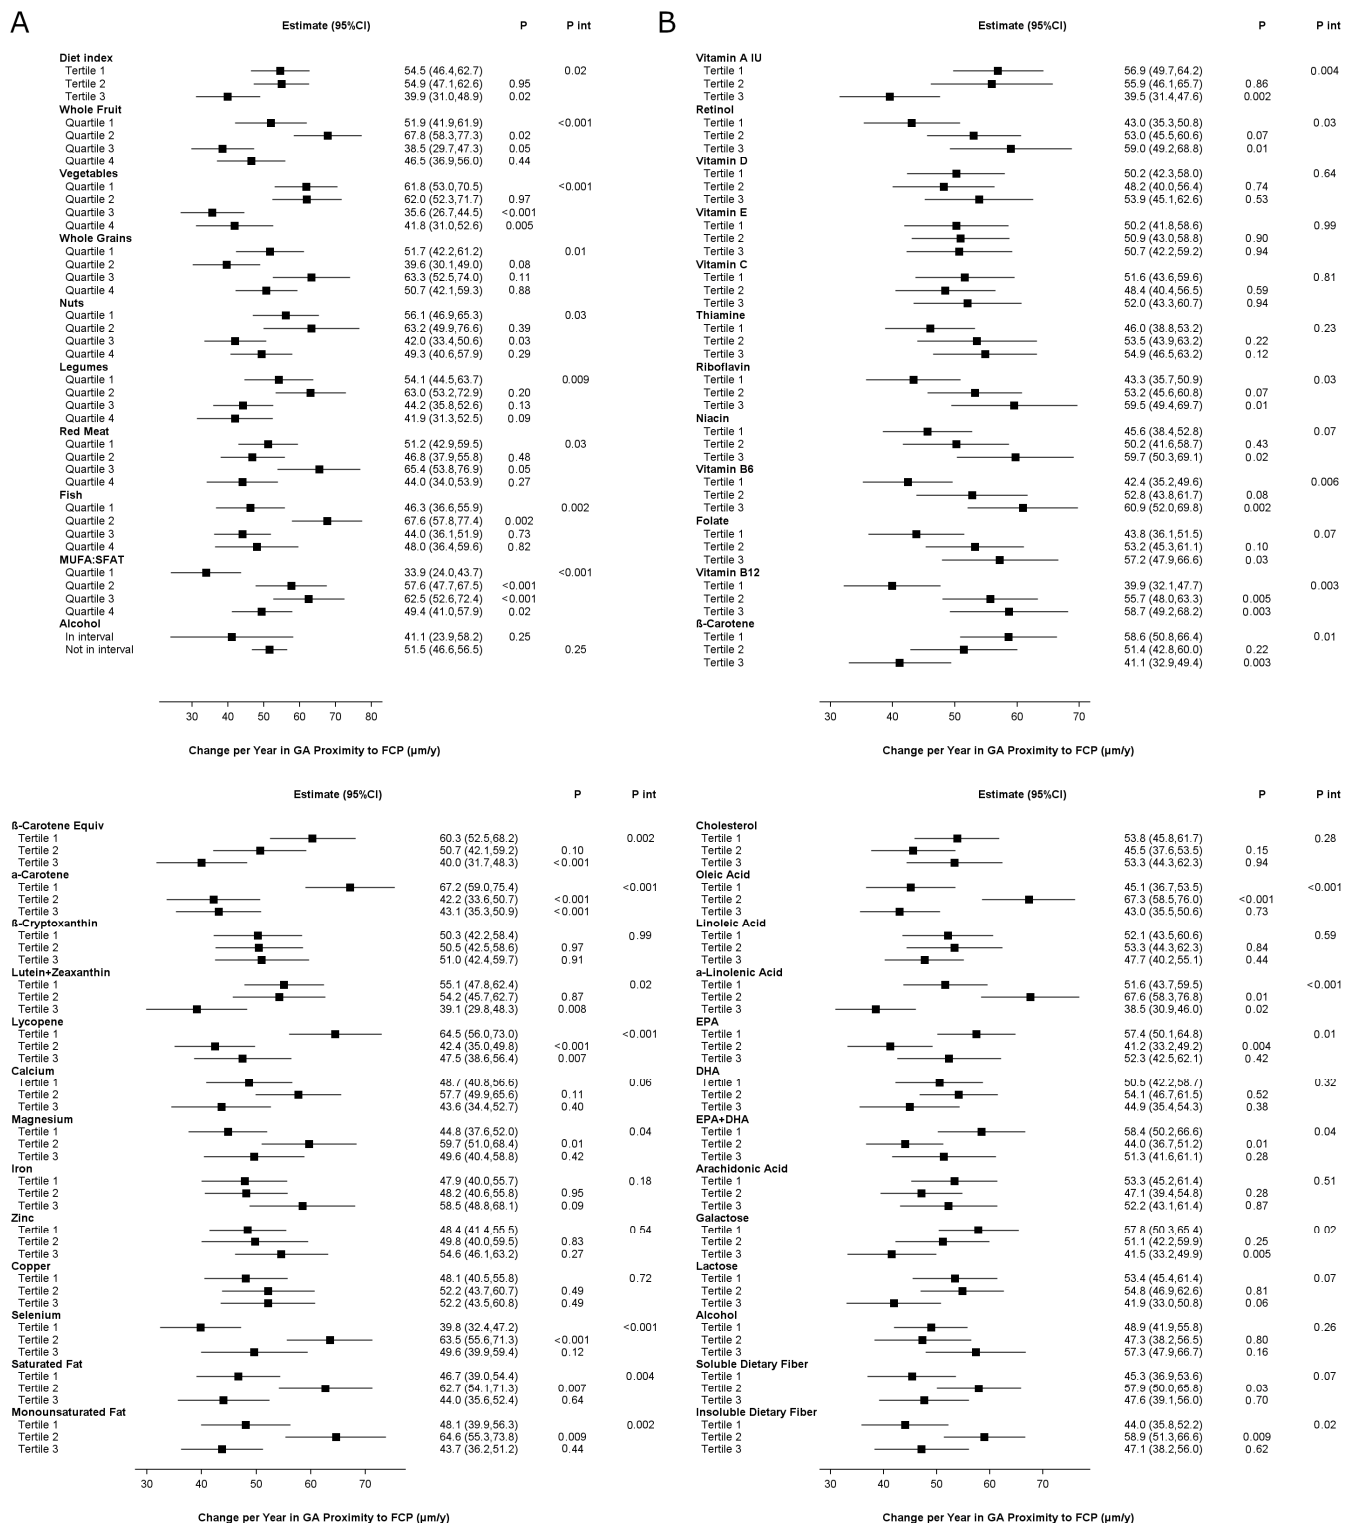 A
Estimate (95%CI) P P int
Diet index
Tertile 1 54.5 (46.4,62.7) 0.02
Tertile 2 54.9 (47.1,62.6) 0.95
Tertile 3 39.9 (31.0,48.9) 0.02
Whole Fruit
Quartile 1 51.9 (41.9,61.9) <0.001
Quartile 2 67.8 (58.3,77.3) 0.02
Quartile 3 38.5 (29.7,47.3) 0.05
Quartile 4 46.5 (36.9,56.0) 0.44
Vegetables
Quartile 1 61.8 (53.0,70.5) <0.001
Quartile 2 62.0 (52.3,71.7) 0.97
Quartile 3 35.6 (26.7,44.5) <0.001
Quartile 4 41.8 (31.0,52.6) 0.005
Whole Grains
Quartile 1 51.7 (42.2,61.2) 0.01
Quartile 2 39.6 (30.1,49.0) 0.08
Quartile 3 63.3 (52.5,74.0) 0.11
Quartile 4 50.7 (42.1,59.3) 0.88
Nuts
Quartile 1 56.1 (46.9,65.3) 0.03
Quartile 2 63.2 (49.9,76.6) 0.39
Quartile 3 42.0 (33.4,50.6) 0.03
Quartile 4 49.3 (40.6,57.9) 0.29
Legumes
Quartile 1 54.1 (44.5,63.7) 0.009
Quartile 2 63.0 (53.2,72.9) 0.20
Quartile 3 44.2 (35.8,52.6) 0.13
Quartile 4 41.9 (31.3,52.5) 0.09
Red Meat
Quartile 1 51.2 (42.9,59.5) 0.03
Quartile 2 46.8 (37.9,55.8) 0.48
Quartile 3 65.4 (53.8,76.9) 0.05
Quartile 4 44.0 (34.0,53.9) 0.27
Fish
Quartile 1 46.3 (36.6,55.9) 0.002
Quartile 2 67.6 (57.8,77.4) 0.002
Quartile 3 44.0 (36.1,51.9) 0.73
Quartile 4 48.0 (36.4,59.6) 0.82
MUFA:SFAT
Quartile 1 33.9 (24.0,43.7) <0.001
Quartile 2 57.6 (47.7,67.5) <0.001
Quartile 3 62.5 (52.6,72.4) <0.001
Quartile 4 49.4 (41.0,57.9) 0.02
Alcohol
In interval 41.1 (23.9,58.2) 0.25
Not in interval 51.5 (46.6,56.5) 0.25
30 40 50 60 70 80
Change per Year in GA Proximity to FCP (µm/y)
B
Estimate (95%CI) P P int
Vitamin A IU
Tertile 1 56.9 (49.7,64.2) 0.004
Tertile 2 55.9 (46.1,65.7) 0.86
Tertile 3 39.5 (31.4,47.6) 0.002
Retinol
Tertile 1 43.0 (35.3,50.8) 0.03
Tertile 2 53.0 (45.5,60.6) 0.07
Tertile 3 59.0 (49.2,68.8) 0.01
Vitamin D
Tertile 1 50.2 (42.3,58.0) 0.64
Tertile 2 48.2 (40.0,56.4) 0.74
Tertile 3 53.9 (45.1,62.6) 0.53
Vitamin E
Tertile 1 50.2 (41.8,58.6) 0.99
Tertile 2 50.9 (43.0,58.8) 0.90
Tertile 3 50.7 (42.2,59.2) 0.94
Vitamin C
Tertile 1 51.6 (43.6,59.6) 0.81
Tertile 2 48.4 (40.4,56.5) 0.59
Tertile 3 52.0 (43.3,60.7) 0.94
Thiamine
Tertile 1 46.0 (38.8,53.2) 0.23
Tertile 2 53.5 (43.9,63.2) 0.22
Tertile 3 54.9 (46.5,63.2) 0.12
Riboflavin
Tertile 1 43.3 (35.7,50.9) 0.03
Tertile 2 53.2 (45.6,60.8) 0.07
Tertile 3 59.5 (49.4,69.7) 0.01
Niacin
Tertile 1 45.6 (38.4,52.8) 0.07
Tertile 2 50.2 (41.6,58.7) 0.43
Tertile 3 59.7 (50.3,69.1) 0.02
Vitamin B6
Tertile 1 42.4 (35.2,49.6) 0.006
Tertile 2 52.8 (43.8,61.7) 0.08
Tertile 3 60.9 (52.0,69.8) 0.002
Folate
Tertile 1 43.8 (36.1,51.5) 0.07
Tertile 2 53.2 (45.3,61.1) 0.10
Tertile 3 57.2 (47.9,66.6) 0.03
Vitamin B12
Tertile 1 39.9 (32.1,47.7) 0.003
Tertile 2 55.7 (48.0,63.3) 0.005
Tertile 3 58.7 (49.2,68.2) 0.003
ß-Carotene
Tertile 1 58.6 (50.8,66.4) 0.01
Tertile 2 51.4 (42.8,60.0) 0.22
Tertile 3 41.1 (32.9,49.4) 0.003
30 40 50 60 70
Change per Year in GA Proximity to FCP (µm/y)
Estimate (95%CI) P P int
ß-Carotene Equiv
Tertile 1 60.3 (52.5,68.2) 0.002
Tertile 2 50.7 (42.1,59.2) 0.10
Tertile 3 40.0 (31.7,48.3) <0.001
a-Carotene
Tertile 1 67.2 (59.0,75.4) <0.001
Tertile 2 42.2 (33.6,50.7) <0.001
Tertile 3 43.1 (35.3,50.9) <0.001
ß-Cryptoxanthin
Tertile 1 50.3 (42.2,58.4) 0.99
Tertile 2 50.5 (42.5,58.6) 0.97
Tertile 3 51.0 (42.4,59.7) 0.91
Lutein+Zeaxanthin
Tertile 1 55.1 (47.8,62.4) 0.02
Tertile 2 54.2 (45.7,62.7) 0.87
Tertile 3 39.1 (29.8,48.3) 0.008
Lycopene
Tertile 1 64.5 (56.0,73.0) <0.001
Tertile 2 42.4 (35.0,49.8) <0.001
Tertile 3 47.5 (38.6,56.4) 0.007
Calcium
Tertile 1 48.7 (40.8,56.6) 0.06
Tertile 2 57.7 (49.9,65.6) 0.11
Tertile 3 43.6 (34.4,52.7) 0.40
Magnesium
Tertile 1 44.8 (37.6,52.0) 0.04
Tertile 2 59.7 (51.0,68.4) 0.01
Tertile 3 49.6 (40.4,58.8) 0.42
Iron
Tertile 1 47.9 (40.0,55.7) 0.18
Tertile 2 48.2 (40.6,55.8) 0.95
Tertile 3 58.5 (48.8,68.1) 0.09
Zinc
Tertile 1 48.4 (41.4,55.5) 0.54
Tertile 2 49.8 (40.0,59.5) 0.83
Tertile 3 54.6 (46.1,63.2) 0.27
Copper
Tertile 1 48.1 (40.5,55.8) 0.72
Tertile 2 52.2 (43.7,60.7) 0.49
Tertile 3 52.2 (43.5,60.8) 0.49
Selenium
Tertile 1 39.8 (32.4,47.2) <0.001
Tertile 2 63.5 (55.6,71.3) <0.001
Tertile 3 49.6 (39.9,59.4) 0.12
Saturated Fat
Tertile 1 46.7 (39.0,54.4) 0.004
Tertile 2 62.7 (54.1,71.3) 0.007
Tertile 3 44.0 (35.6,52.4) 0.64
Monounsaturated Fat
Tertile 1 48.1 (39.9,56.3) 0.002
Tertile 2 64.6 (55.3,73.8) 0.009
Tertile 3 43.7 (36.2,51.2) 0.44
30 40 50 60 70
Change per Year in GA Proximity to FCP (µm/y)
Estimate (95%CI) P P int
Cholesterol
Tertile 1 53.8 (45.8,61.7) 0.28
Tertile 2 45.5 (37.6,53.5) 0.15
Tertile 3 53.3 (44.3,62.3) 0.94
Oleic Acid
Tertile 1 45.1 (36.7,53.5) <0.001
Tertile 2 67.3 (58.5,76.0) <0.001
Tertile 3 43.0 (35.5,50.6) 0.73
Linoleic Acid
Tertile 1 52.1 (43.5,60.6) 0.59
Tertile 2 53.3 (44.3,62.3) 0.84
Tertile 3 47.7 (40.2,55.1) 0.44
a-Linolenic Acid
Tertile 1 51.6 (43.7,59.5) <0.001
Tertile 2 67.6 (58.3,76.8) 0.01
Tertile 3 38.5 (30.9,46.0) 0.02
EPA
Tertile 1 57.4 (50.1,64.8) 0.01
Tertile 2 41.2 (33.2,49.2) 0.004
Tertile 3 52.3 (42.5,62.1) 0.42
DHA
Tertile 1 50.5 (42.2,58.7) 0.32
Tertile 2 54.1 (46.7,61.5) 0.52
Tertile 3 44.9 (35.4,54.3) 0.38
EPA+DHA
Tertile 1 58.4 (50.2,66.6) 0.04
Tertile 2 44.0 (36.7,51.2) 0.01
Tertile 3 51.3 (41.6,61.1) 0.28
Arachidonic Acid
Tertile 1 53.3 (45.2,61.4) 0.51
Tertile 2 47.1 (39.4,54.8) 0.28
Tertile 3 52.2 (43.1,61.4) 0.87
Galactose
Tertile 1 57.8 (50.3,65.4) 0.02
Tertile 2 51.1 (42.2,59.9) 0.25
Tertile 3 41.5 (33.2,49.9) 0.005
Lactose
Tertile 1 53.4 (45.4,61.4) 0.07
Tertile 2 54.8 (46.9,62.6) 0.81
Tertile 3 41.9 (33.0,50.8) 0.06
Alcohol
Tertile 1 48.9 (41.9,55.8) 0.26
Tertile 2 47.3 (38.2,56.5) 0.80
Tertile 3 57.3 (47.9,66.7) 0.16
Soluble Dietary Fiber
Tertile 1 45.3 (36.9,53.6) 0.07
Tertile 2 57.9 (50.0,65.8) 0.03
Tertile 3 47.6 (39.1,56.0) 0.70
Insoluble Dietary Fiber
Tertile 1 44.0 (35.8,52.2) 0.02
Tertile 2 58.9 (51.3,66.6) 0.009
Tertile 3 47.1 (38.2,56.0) 0.62
30 40 50 60 70
Change per Year in GA Proximity to FCP (µm/y)